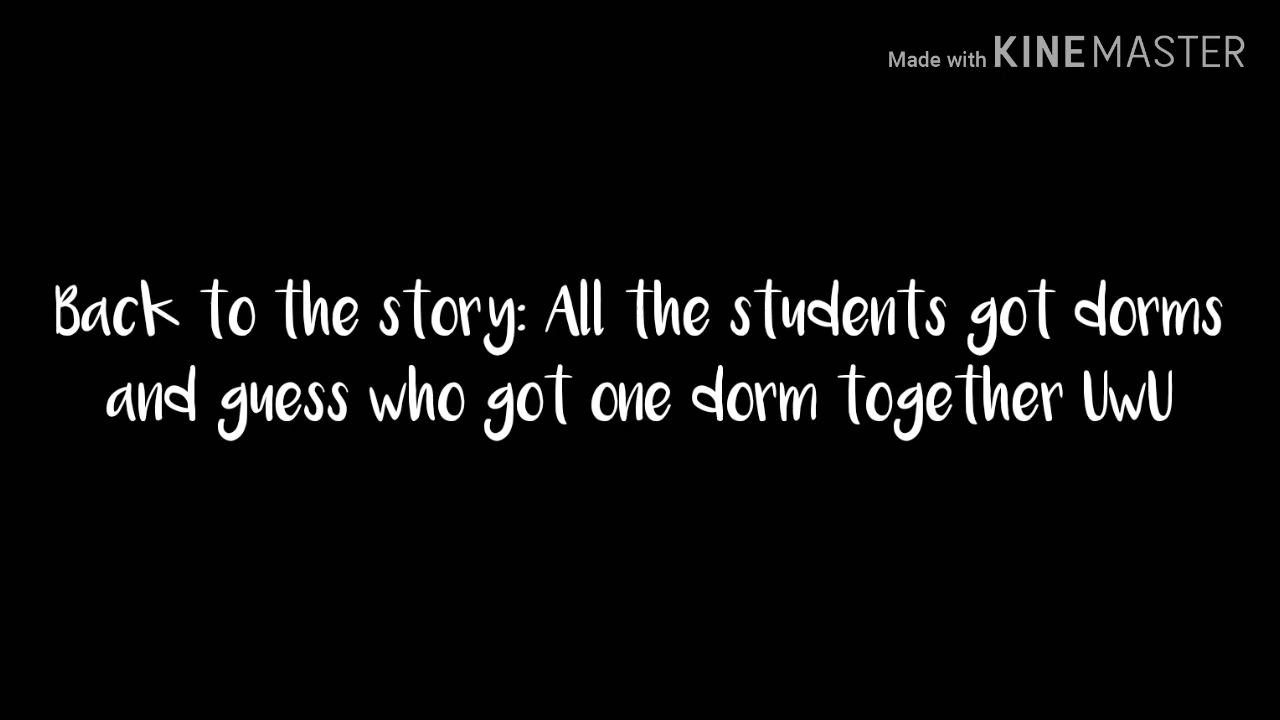 Made with KINEMASTER
Back to the story: All the students got dorms
and guess who got one dorm together UwU